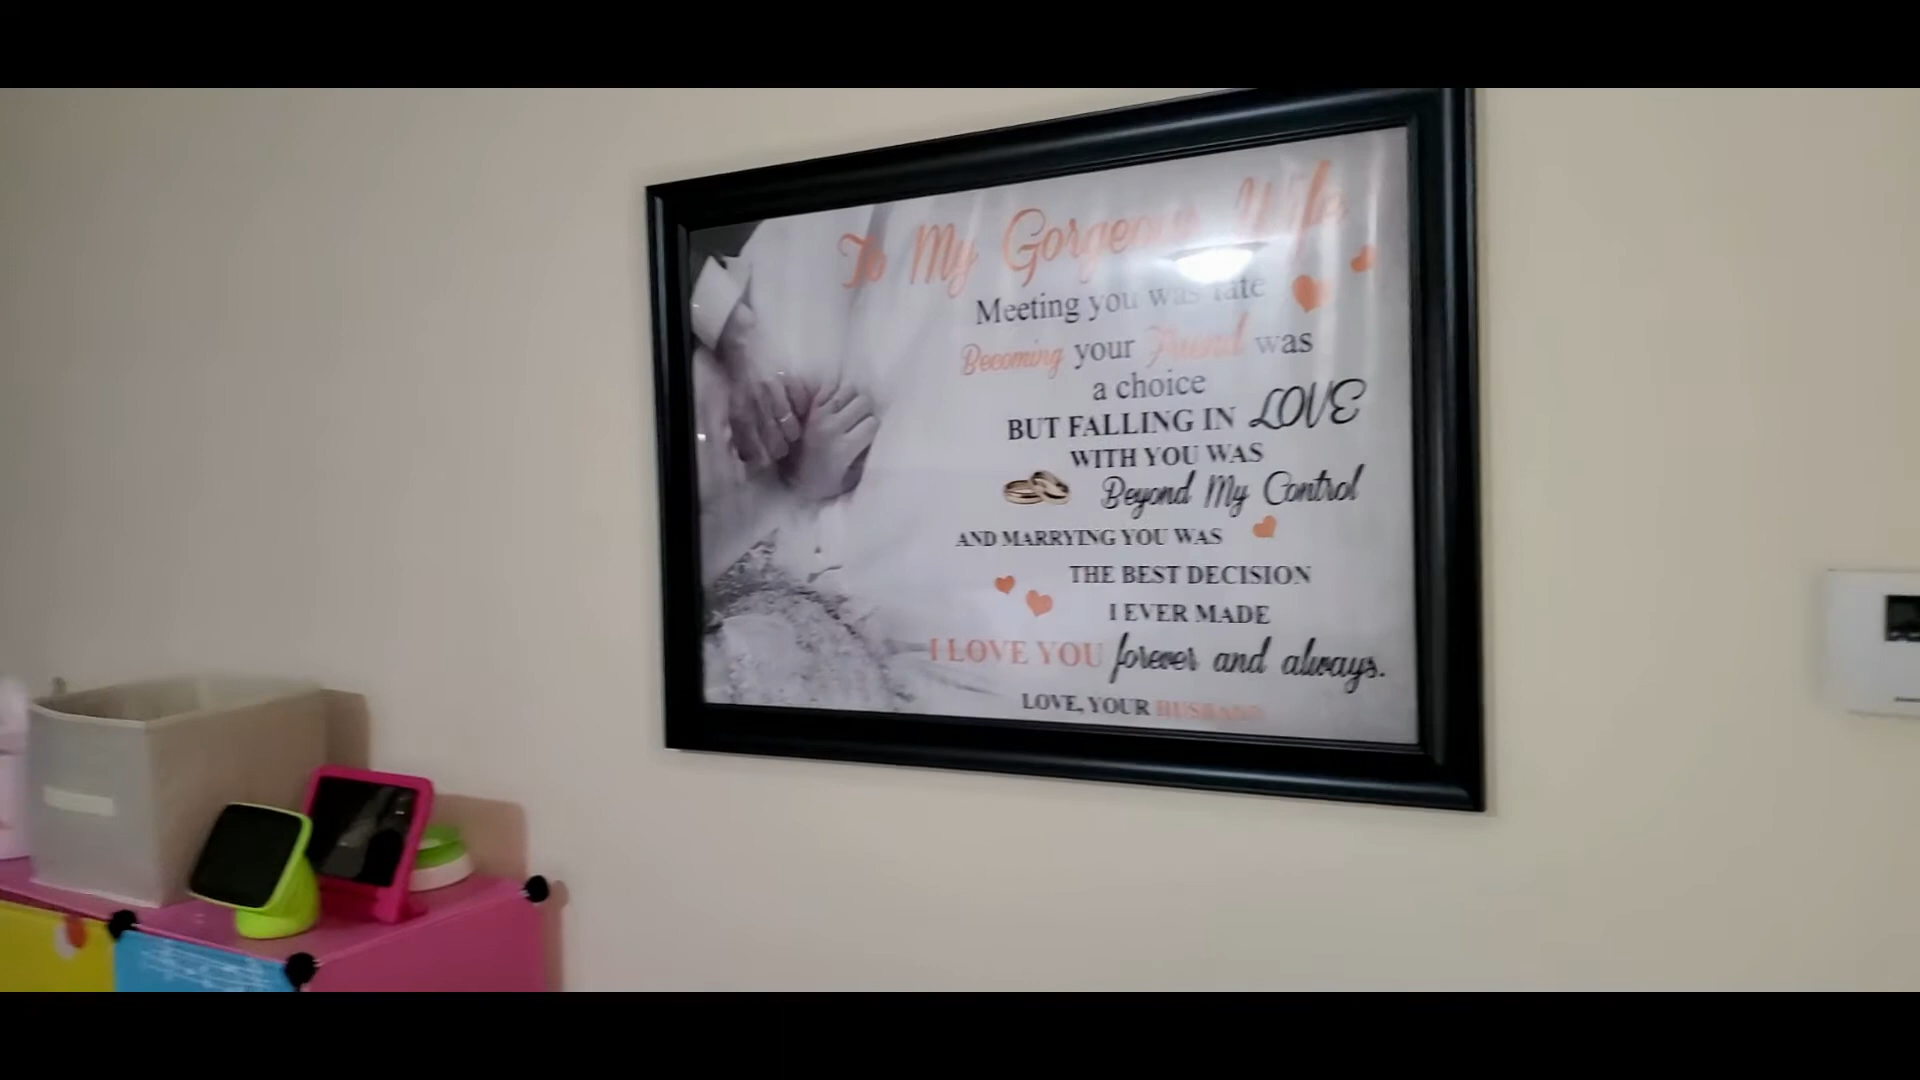 To My Gorgeous Wife
Meeting you was fate
Becoming your Friend was
a choice
BUT FALLING IN LOVE
WITH YOU WAS
Beyond My Control
AND MARRYING YOU WAS
THE BEST DECISION
I EVER MADE
I LOVE YOU forever and always.
LOVE, YOUR HUSBAND